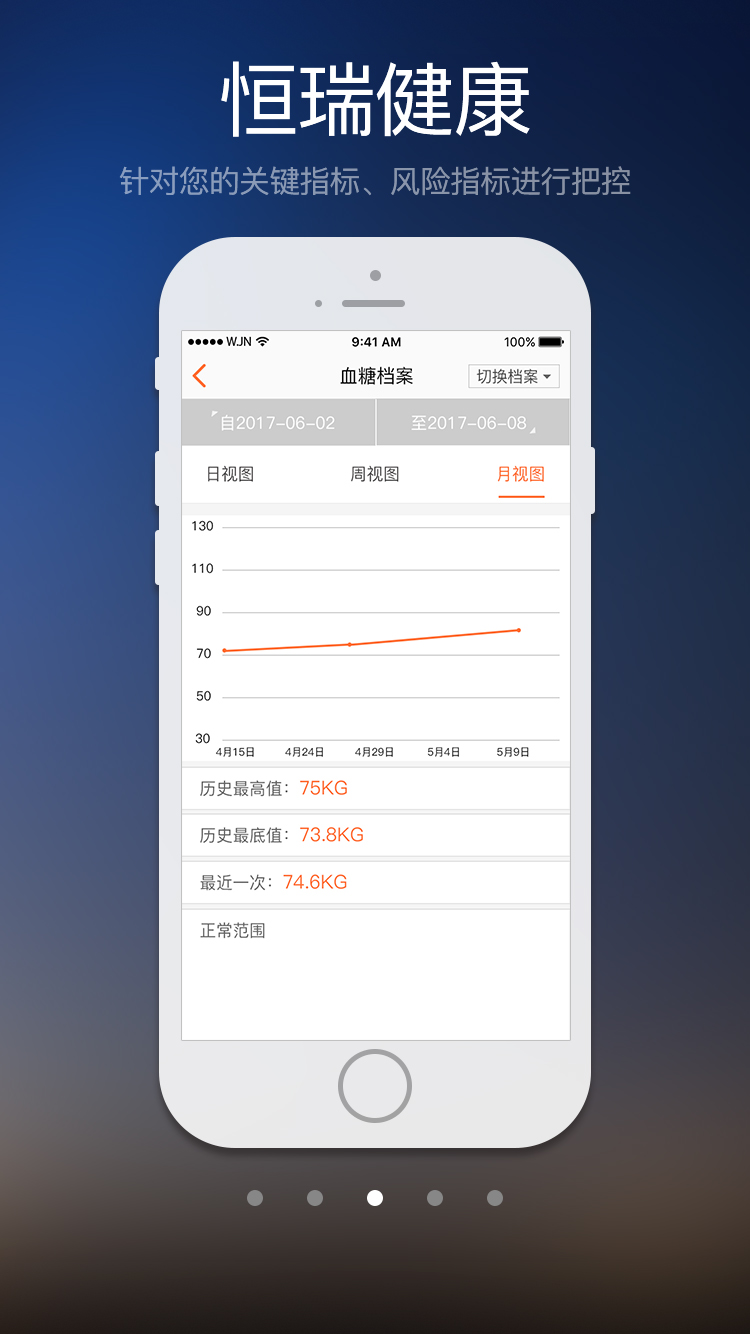 恒瑞健康
针对您的关键指标、风险指标进行把控
WJN 9:41 AM 100%
血糖档案 切换档案
自2017-06-02 至2017-06-08
日视图 周视图 月视图
130
110
90
70
50
30
4月15日 4月24日 4月29日 5月4日 5月9日
历史最高值：75KG
历史最底值：73.8KG
最近一次：74.6KG
正常范围